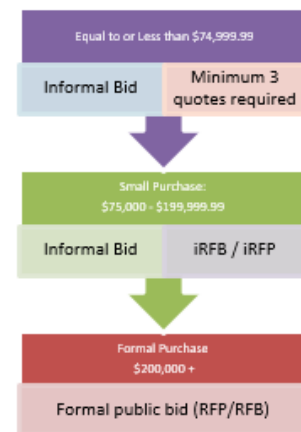 Equal to or Less than $74,999.99
Informal Bid
Minimum 3
quotes required
Small Purchase:
$75,000 - $199,999.99
Informal Bid
iRFB / iRFP
Formal Purchase
$200,000 +
Formal public bid (RFP/RFB)